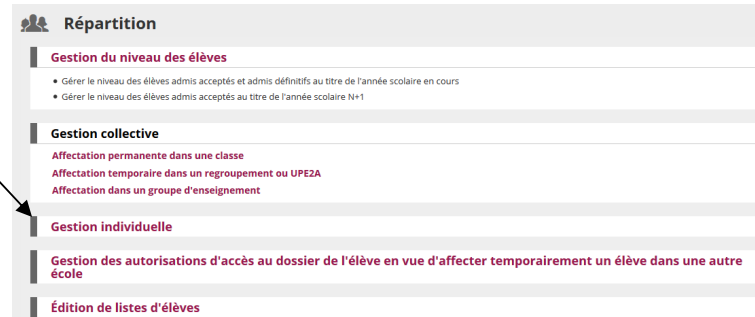 Répartition
Gestion du niveau des élèves
• Gérer le niveau des élèves admis acceptés et admis définitifs au titre de l'année scolaire en cours
• Gérer le niveau des élèves admis acceptés au titre de l'année scolaire N+1
Gestion collective
Affectation permanente dans une classe
Affectation temporaire dans un regroupement ou UPE2A
Affectation dans un groupe d'enseignement
Gestion individuelle
Gestion des autorisations d'accès au dossier de l'élève en vue d'affecter temporairement un élève dans une autre
école
Édition de listes d'élèves